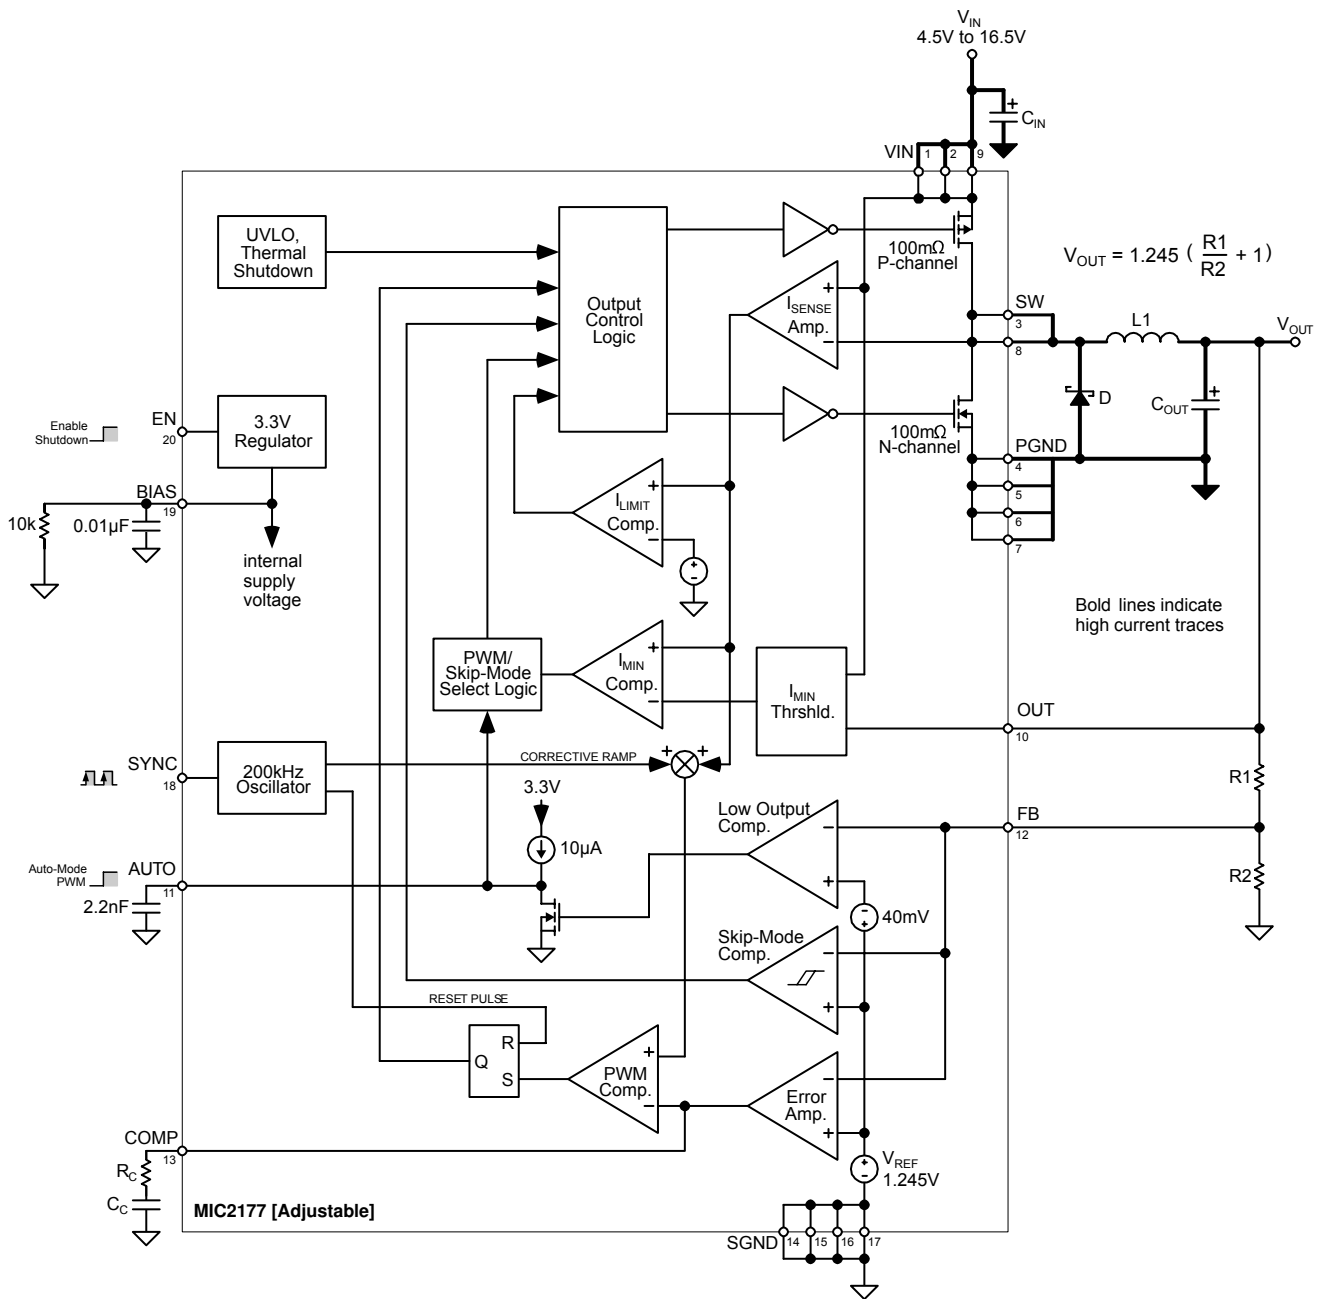 VIN
4.5V to 16.5V
+
CIN
VIN
1
2
9
UVLO,
Thermal
Shutdown
Output
Control
Logic
100mΩ
P-channel
VOUT = 1.245 ( R1
R2 + 1)
+
ISENSE
Amp.
−
SW
3
8
L1
VOUT
EN
20
Enable
Shutdown
3.3V
Regulator
100mΩ
N-channel
D
+
COUT
PGND
4
5
6
7
BIAS
19
10k
0.01µF
internal
supply
voltage
+
ILIMIT
Comp.
−
+
−
Bold lines indicate
high current traces
PWM/
Skip-Mode
Select Logic
+
IMIN
Comp.
−
IMIN
Thrshld.
OUT
10
SYNC
18
200kHz
Oscillator
CORRECTIVE RAMP
+
+
3.3V
10µA
R1
Low Output
Comp.
−
+
FB
12
Auto-Mode
PWM
AUTO
11
2.2nF
−
+
40mV
R2
Skip-Mode
Comp.
−
+
RESET PULSE
R
Q
S
+
PWM
Comp.
−
−
Error
Amp.
+
COMP
13
RC
CC
+
−
VREF
1.245V
MIC2177 [Adjustable]
SGND
14
15
16
17